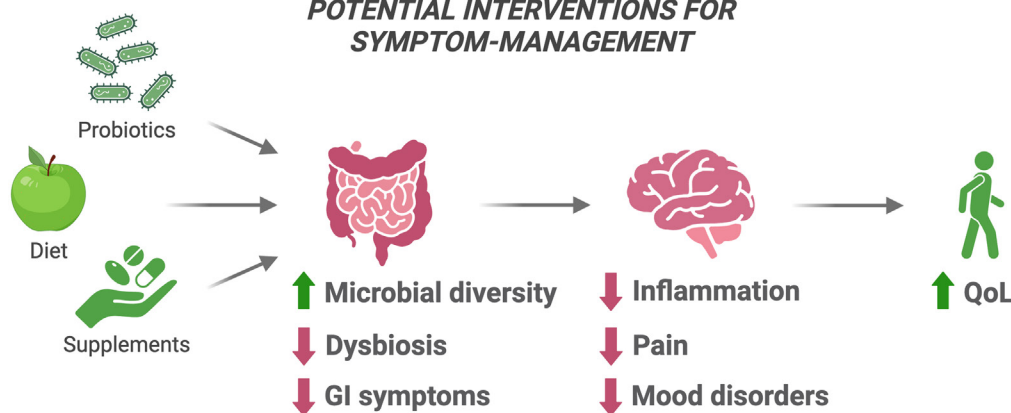 POTENTIAL INTERVENTIONS FOR
SYMPTOM-MANAGEMENT
Probiotics
Diet
Supplements
Microbial diversity
Dysbiosis
GI symptoms
Inflammation
Pain
Mood disorders
QoL